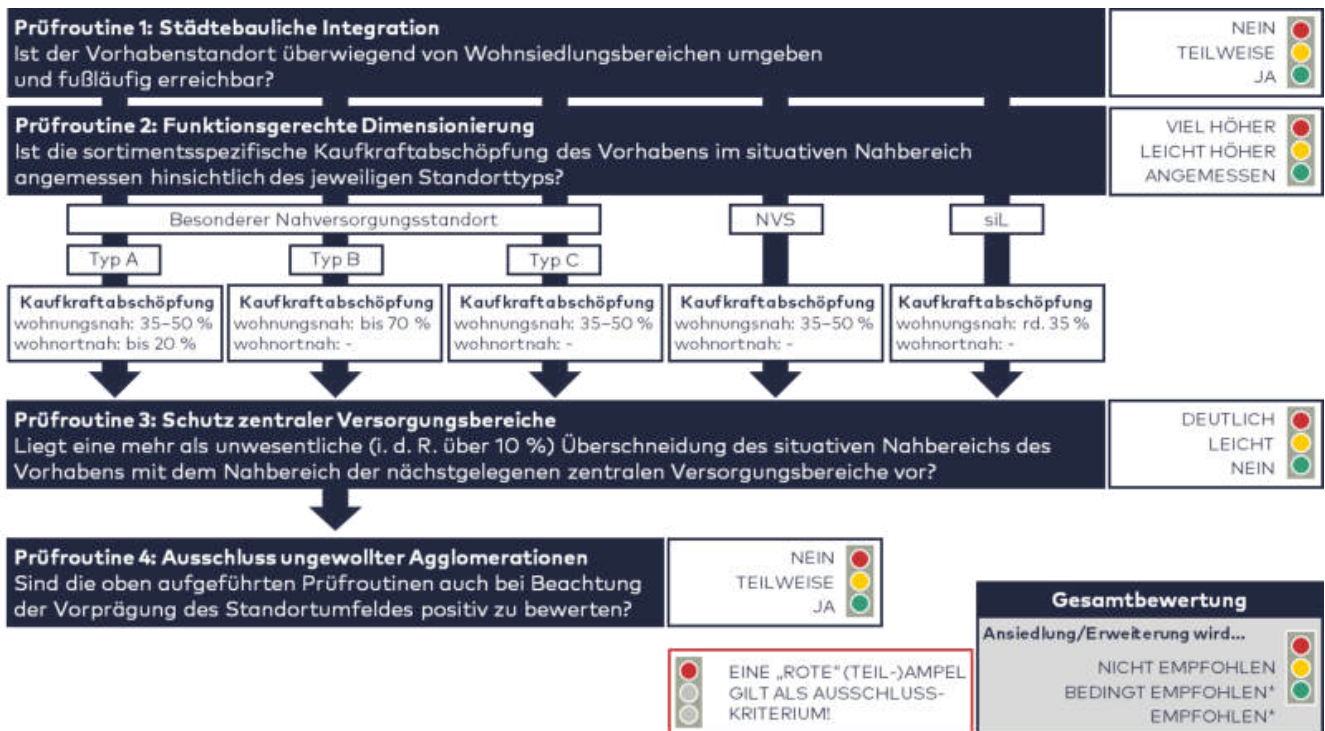 Prüfroutine 1: Städtebauliche Integration
Ist der Vorhabenstandort überwiegend von Wohnsiedlungsbereichen umgeben
und fußläufig erreichbar?
NEIN
TEILWEISE
JA
Prüfroutine 2: Funktionsgerechte Dimensionierung
Ist die sortimentsspezifische Kaufkraftabschöpfung des Vorhabens im situativen Nahbereich
angemessen hinsichtlich des jeweiligen Standorttyps?
VIEL HÖHER
LEICHT HÖHER
ANGEMESSEN
Besonderer Nahversorgungsstandort
NVS
siL
Typ A
Typ B
Typ C
Kaufkraftabschöpfung
wohnungsnah: 35–50 %
wohnortnah: bis 20 %
Kaufkraftabschöpfung
wohnungsnah: bis 70 %
wohnortnah: -
Kaufkraftabschöpfung
wohnungsnah: 35–50 %
wohnortnah: -
Kaufkraftabschöpfung
wohnungsnah: 35–50 %
wohnortnah: -
Kaufkraftabschöpfung
wohnungsnah: rd. 35 %
wohnortnah: -
Prüfroutine 3: Schutz zentraler Versorgungsbereiche
Liegt eine mehr als unwesentliche (i. d. R. über 10 %) Überschneidung des situativen Nahbereichs des
Vorhabens mit dem Nahbereich der nächstgelegenen zentralen Versorgungsbereiche vor?
DEUTLICH
LEICHT
NEIN
Prüfroutine 4: Ausschluss ungewollter Agglomerationen
Sind die oben aufgeführten Prüfroutinen auch bei Beachtung
der Vorprägung des Standortumfeldes positiv zu bewerten?
NEIN
TEILWEISE
JA
EINE „ROTE“ (TEIL-)AMPEL
GILT ALS AUSSCHLUSS-
KRITERIUM!
Gesamtbewertung
Ansiedlung/Erweiterung wird...
NICHT EMPFOHLEN
BEDINGT EMPFOHLEN*
EMPFOHLEN*